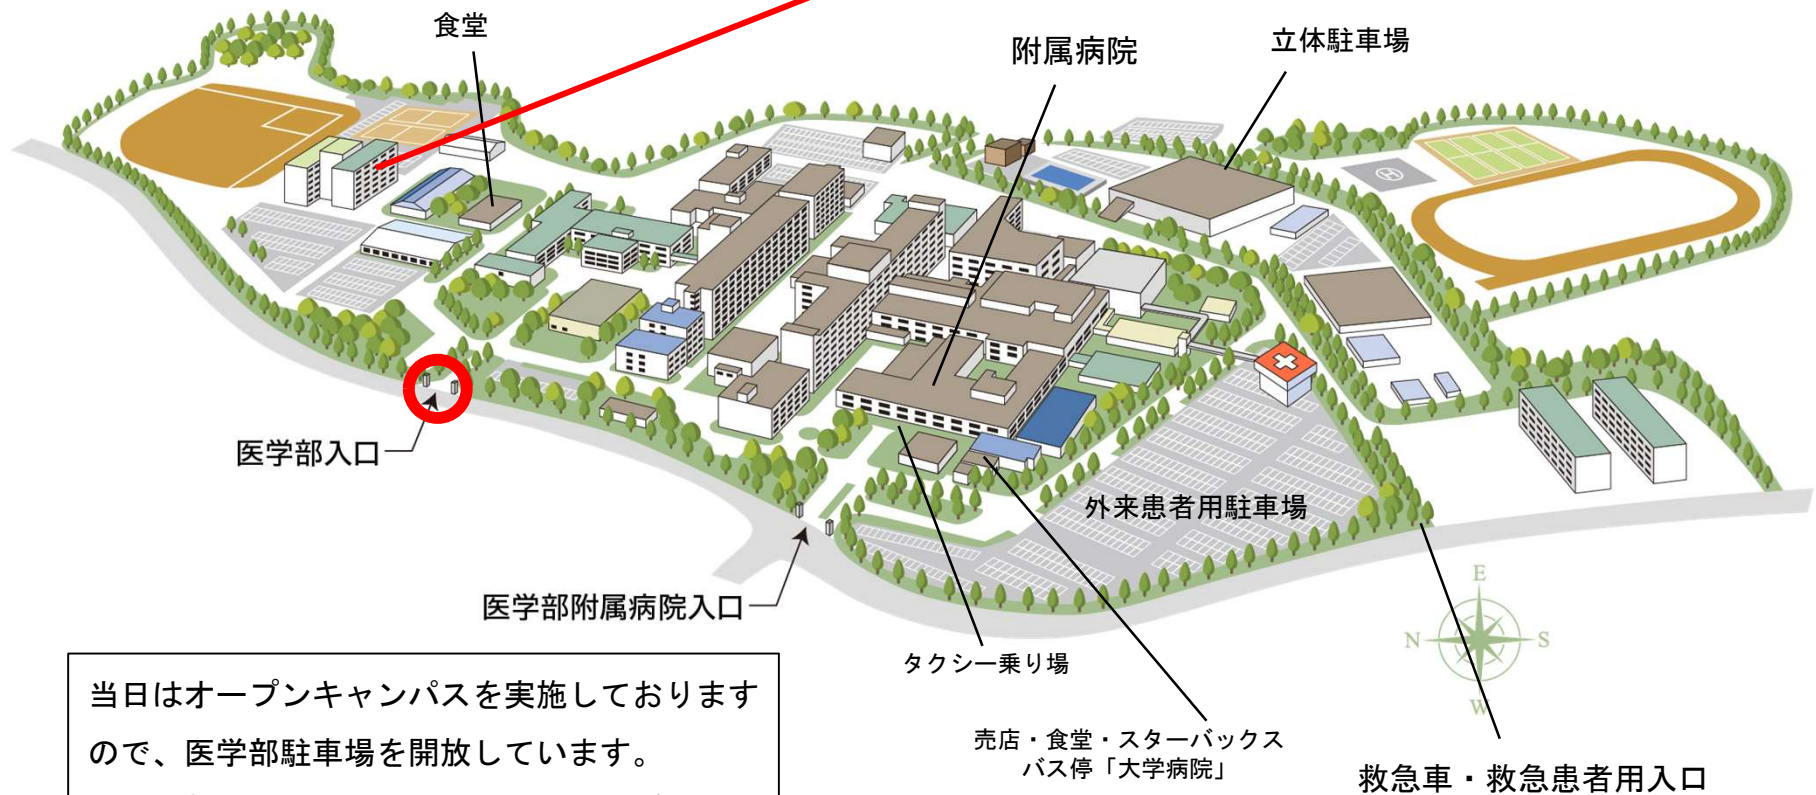 食堂
附属病院
立体駐車場
医学部入口
外来患者用駐車場
医学部附属病院入口
タクシー乗り場
売店・食堂・スターバックス
バス停「大学病院」
救急車・救急患者用入口
E
N
S
W
H
当日はオープンキャンパスを実施しております
ので、医学部駐車場を開放しています。